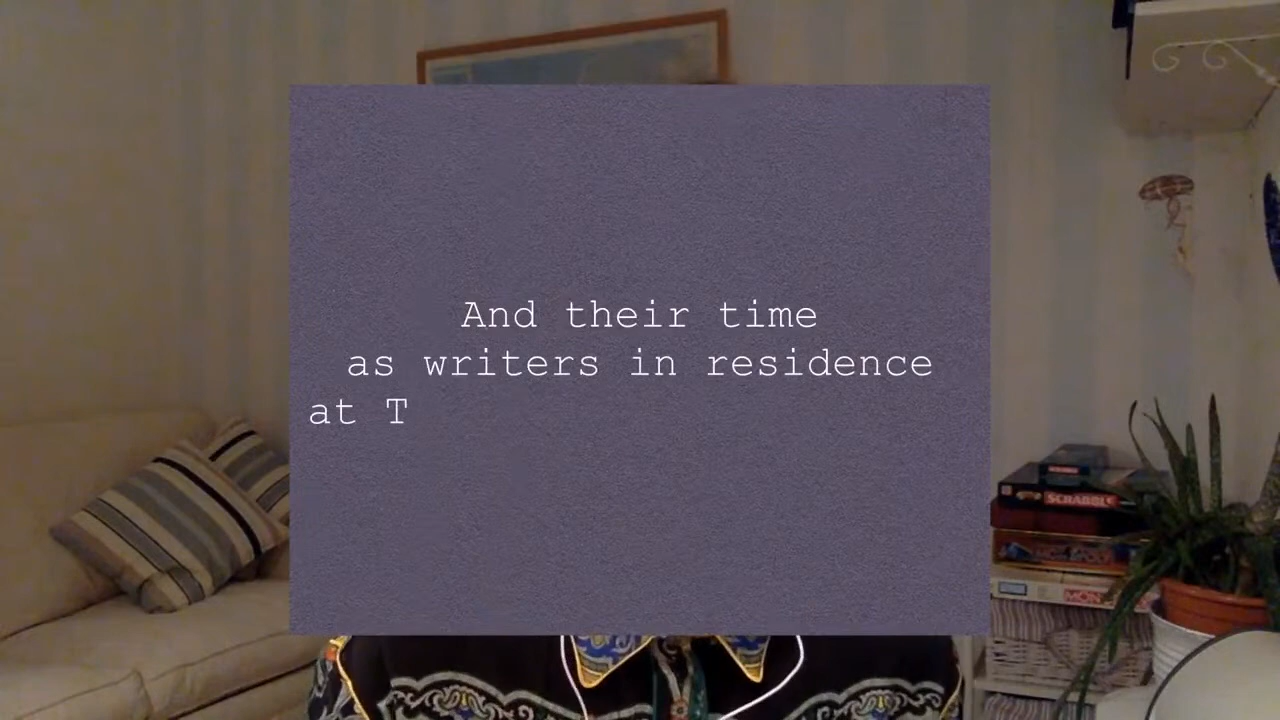 And their time
as writers in residence
at T
SCRABBLE